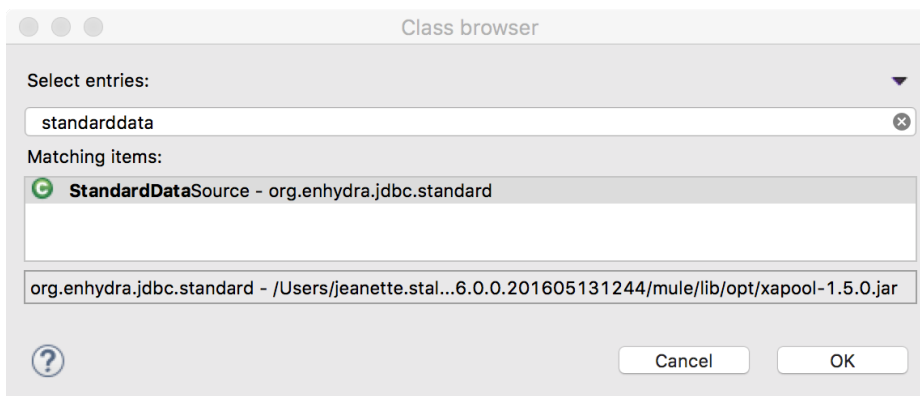 Class browser
Select entries:
standarddata
Matching items:
C StandardDataSource - org.enhydra.jdbc.standard
org.enhydra.jdbc.standard - /Users/jeanette.stal...6.0.0.201605131244/mule/lib/opt/xapool-1.5.0.jar
? Cancel OK